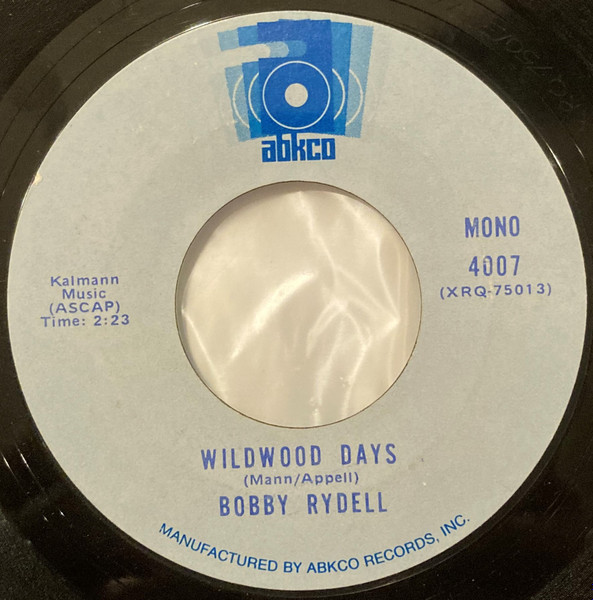 abkco
MONO
4007
(XRQ-75013)
Kalmann
Music
(ASCAP)
Time: 2:23
WILDWOOD DAYS
(Mann/Appell)
BOBBY RYDELL
MANUFACTURED BY ABKCO RECORDS, INC.